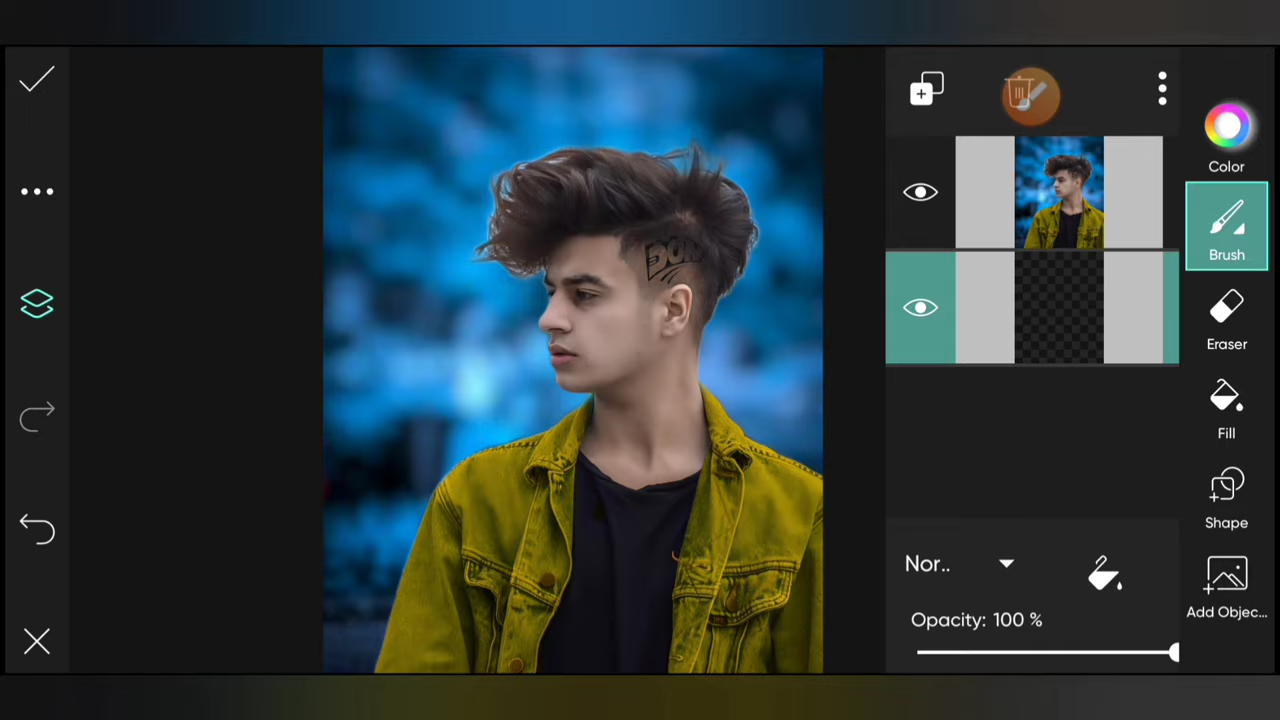 Color
Brush
Eraser
Fill
Shape
Add Objec...
Nor..
Opacity: 100 %